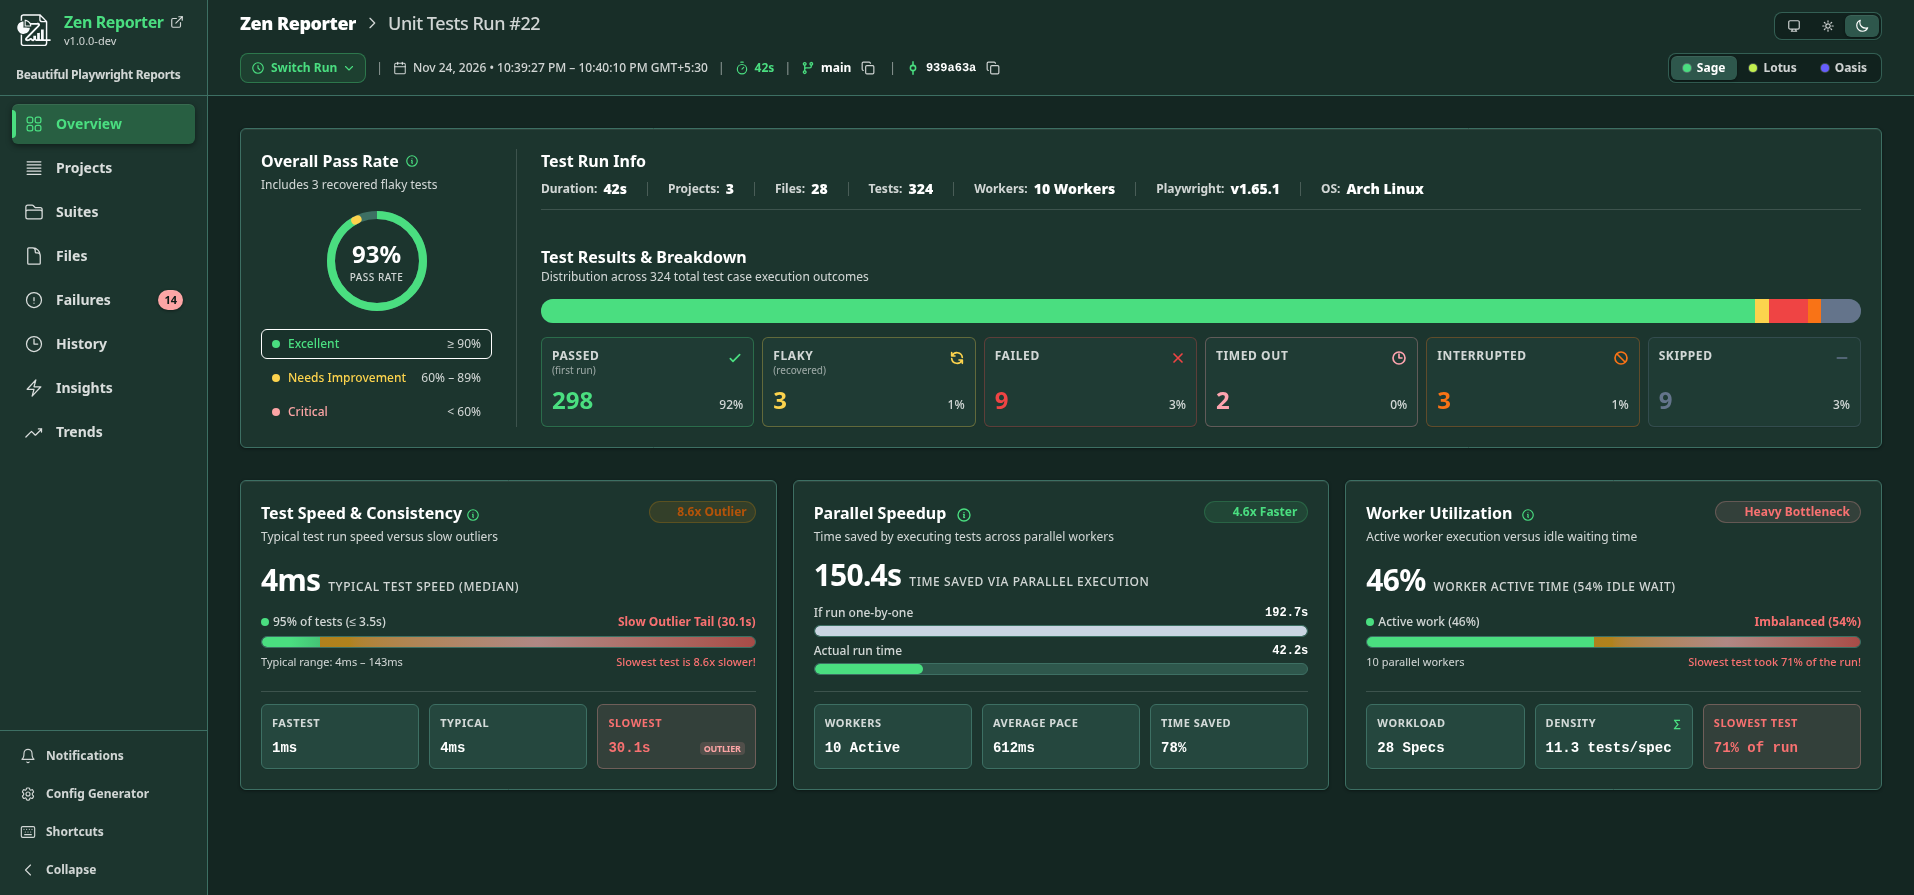 Zen Reporter
v1.0.0-dev
Beautiful Playwright Reports
Overview
Projects
Suites
Files
Failures 14
History
Insights
Trends
Notifications
Config Generator
Shortcuts
Collapse
Zen Reporter > Unit Tests Run #22
Switch Run | Nov 24, 2026 • 10:39:27 PM – 10:40:10 PM GMT+5:30 | 42s | main | 939a63a
Sage Lotus Oasis
Overall Pass Rate
Includes 3 recovered flaky tests
93%
PASS RATE
Excellent ≥ 90%
Needs Improvement 60% – 89%
Critical < 60%
Test Run Info
Duration: 42s Projects: 3 Files: 28 Tests: 324 Workers: 10 Workers Playwright: v1.65.1 OS: Arch Linux
Test Results & Breakdown
Distribution across 324 total test case execution outcomes
PASSED
(first run)
298 92%
FLAKY
(recovered)
3 1%
FAILED
9 3%
TIMED OUT
2 0%
INTERRUPTED
3 1%
SKIPPED
9 3%
Test Speed & Consistency 8.6x Outlier
Typical test run speed versus slow outliers
4ms TYPICAL TEST SPEED (MEDIAN)
95% of tests (≤ 3.5s) Slow Outlier Tail (30.1s)
Typical range: 4ms – 143ms Slowest test is 8.6x slower!
FASTEST
1ms
TYPICAL
4ms
SLOWEST
30.1s OUTLIER
Parallel Speedup 4.6x Faster
Time saved by executing tests across parallel workers
150.4s TIME SAVED VIA PARALLEL EXECUTION
If run one-by-one 192.7s
Actual run time 42.2s
WORKERS
10 Active
AVERAGE PACE
612ms
TIME SAVED
78%
Worker Utilization Heavy Bottleneck
Active worker execution versus idle waiting time
46% WORKER ACTIVE TIME (54% IDLE WAIT)
Active work (46%) Imbalanced (54%)
10 parallel workers Slowest test took 71% of the run!
WORKLOAD
28 Specs
DENSITY Σ
11.3 tests/spec
SLOWEST TEST
71% of run